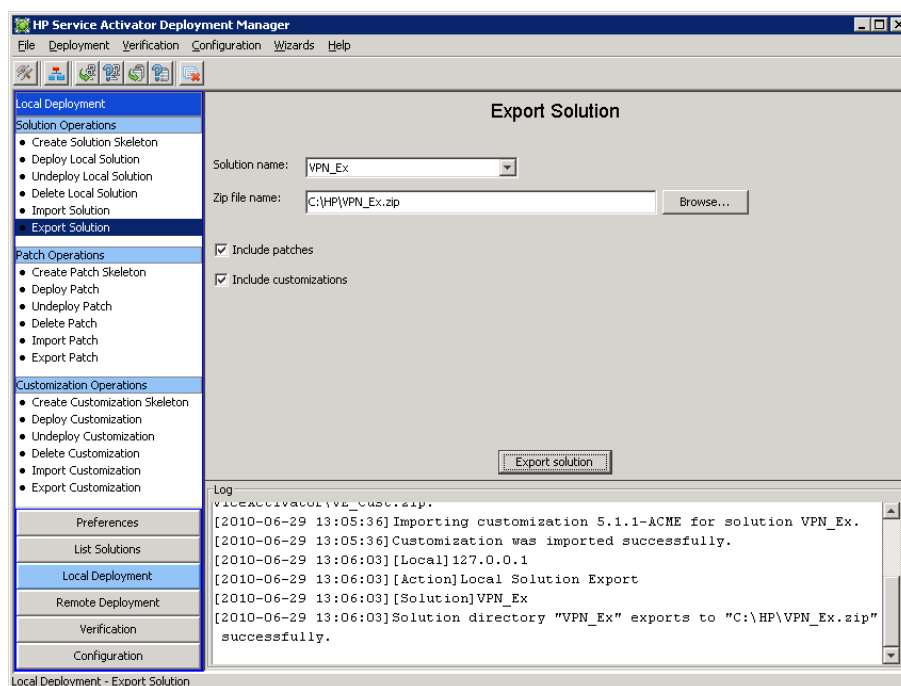 HP Service Activator Deployment Manager
File Deployment Verification Configuration Wizards Help
Local Deployment
Solution Operations
• Create Solution Skeleton
• Deploy Local Solution
• Undeploy Local Solution
• Delete Local Solution
• Import Solution
• Export Solution
Patch Operations
• Create Patch Skeleton
• Deploy Patch
• Undeploy Patch
• Delete Patch
• Import Patch
• Export Patch
Customization Operations
• Create Customization Skeleton
• Deploy Customization
• Undeploy Customization
• Delete Customization
• Import Customization
• Export Customization
Preferences
List Solutions
Local Deployment
Remote Deployment
Verification
Configuration
Export Solution
Solution name: VPN_Ex
Zip file name: C:\HP\VPN_Ex.zip Browse...
Include patches
Include customizations
Export solution
Log
viceActivator\VE_Cust.zip.
[2010-06-29 13:05:36]Importing customization 5.1.1-ACME for solution VPN_Ex.
[2010-06-29 13:05:36]Customization was imported successfully.
[2010-06-29 13:06:03][Local]127.0.0.1
[2010-06-29 13:06:03][Action]Local Solution Export
[2010-06-29 13:06:03][Solution]VPN_Ex
[2010-06-29 13:06:03]Solution directory "VPN_Ex" exports to "C:\HP\VPN_Ex.zip"
successfully.
Local Deployment - Export Solution